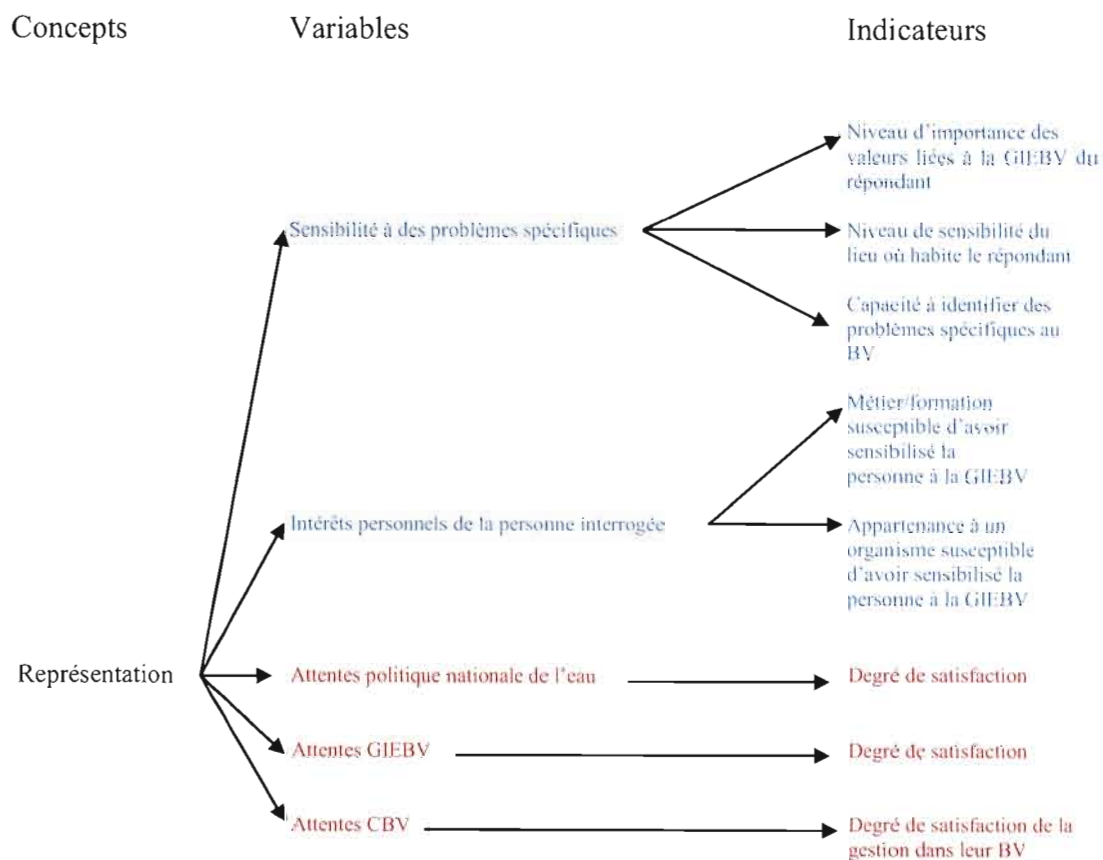 Concepts Variables Indicateurs
Niveau d'importance des
valeurs liées à la GIEBV du
répondant
Sensibilité à des problèmes spécifiques
Niveau de sensibilité du
lieu où habite le répondant
Capacité à identifier des
problèmes spécifiques au
BV
Métier/formation
susceptible d'avoir
sensibilisé la
personne à la GIEBV
Intérêts personnels de la personne interrogée
Appartenance à un
organisme susceptible
d'avoir sensibilisé la
personne à la GIEBV
Représentation
Attentes politique nationale de l'eau
Degré de satisfaction
Attentes GIEBV
Degré de satisfaction
Attentes CBV
Degré de satisfaction de la
gestion dans leur BV